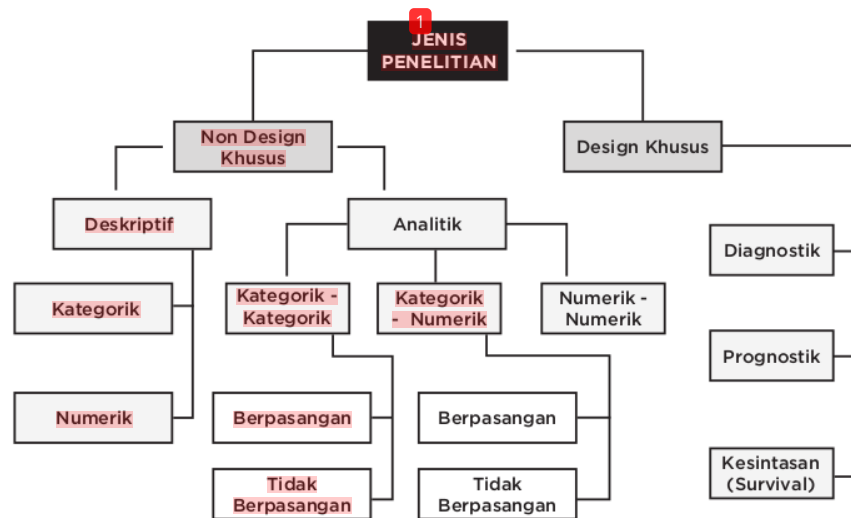 1
JENIS
PENELITIAN
Non Design
Khusus
Design Khusus
Deskriptif
Analitik
Diagnostik
Kategorik
Kategorik -
Kategorik
Kategorik
- Numerik
Numerik -
Numerik
Prognostik
Numerik
Berpasangan
Berpasangan
Kesintasan
(Survival)
Tidak
Berpasangan
Tidak
Berpasangan